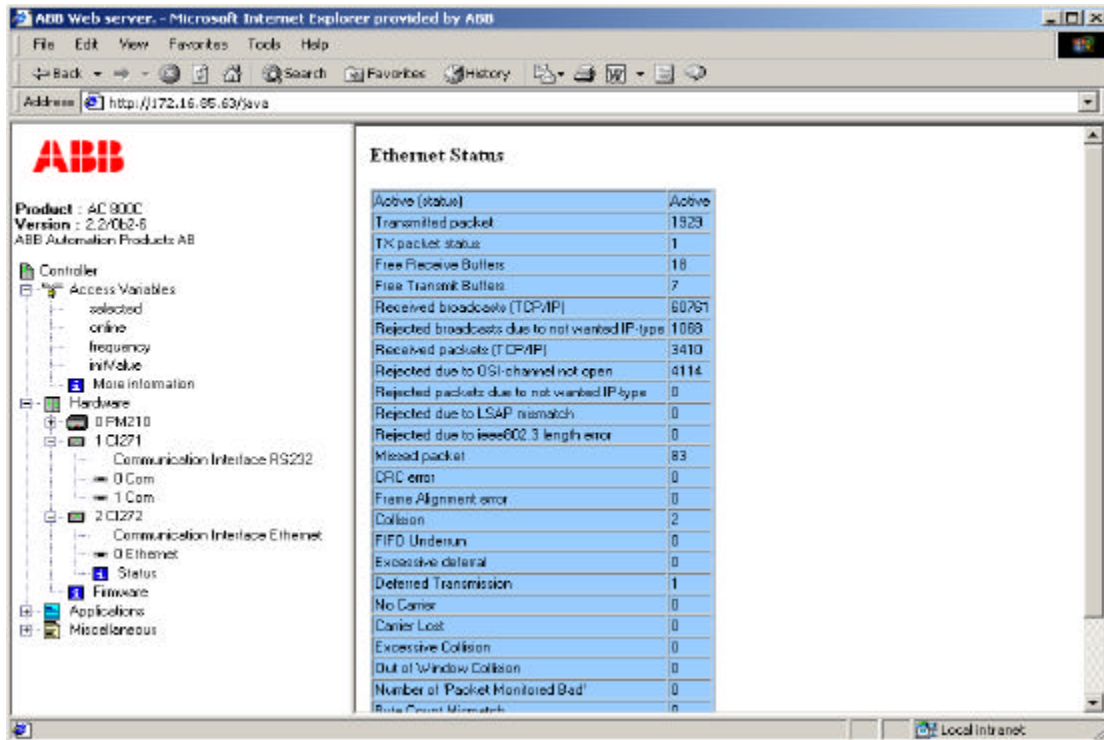 ABB Web server. - Microsoft Internet Explorer provided by ABB
File Edit View Favorites Tools Help
Back Search Favorites History
Address http://172.16.85.63/java
ABB
Product : AC 800C
Version : 2.2/0b2-6
ABB Automation Products AB
Controller
Access Variables
selected
online
frequency
initValue
More information
Hardware
0 PM210
1 CI271
Communication Interface RS232
0 Com
1 Com
2 CI272
Communication Interface Ethernet
0 Ethernet
Status
Firmware
Applications
Miscellaneous
Ethernet Status
Active (status) Active
Transmitted packet 1929
TX packet status 1
Free Receive Buffers 18
Free Transmit Buffers 7
Received broadcasts (TCP/IP) 60761
Rejected broadcasts due to not wanted IP-type 1068
Received packets (TCP/IP) 3410
Rejected due to OSI-channel not open 4114
Rejected packets due to not wanted IP-type 0
Rejected due to LSAP mismatch 0
Rejected due to ieee802.3 length error 0
Missed packet 83
CRC error 0
Frame Alignment error 0
Collision 2
FIFO Underrun 0
Excessive deferral 0
Deferred Transmission 1
No Carrier 0
Carrier Lost 0
Excessive Collision 0
Out of Window Collision 0
Number of 'Packet Monitored Bad' 0
Byte Count Mismatch 0
Local intranet